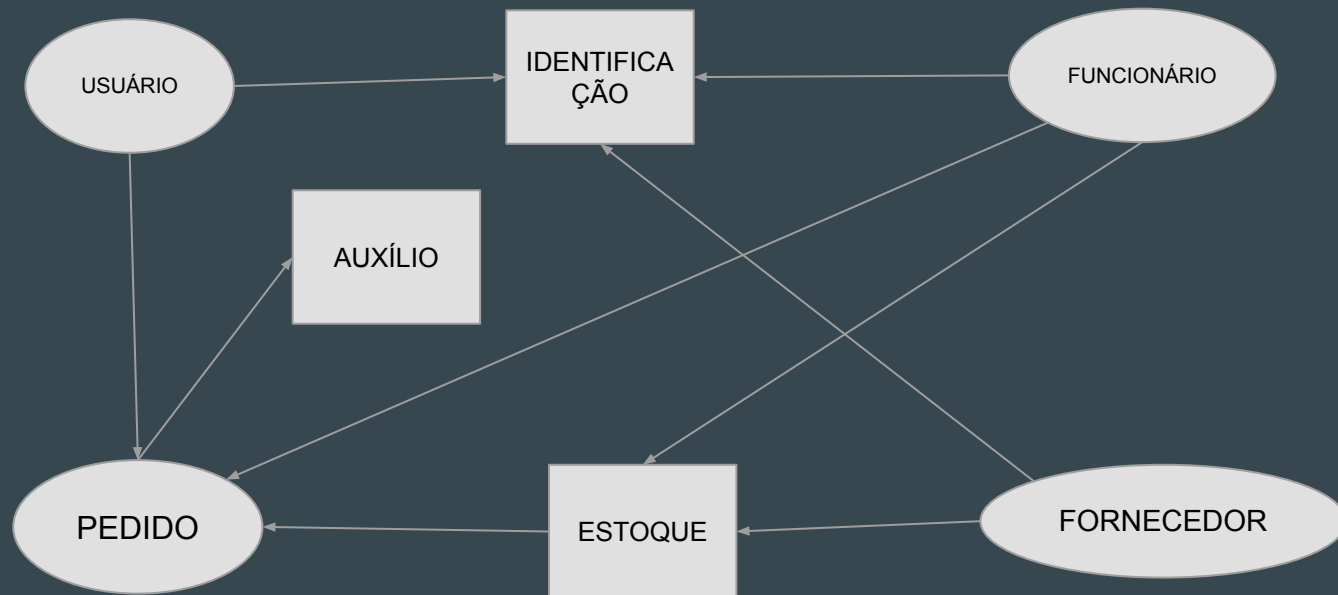 USUÁRIO
IDENTIFICA
ÇÃO
FUNCIONÁRIO
AUXÍLIO
PEDIDO
ESTOQUE
FORNECEDOR